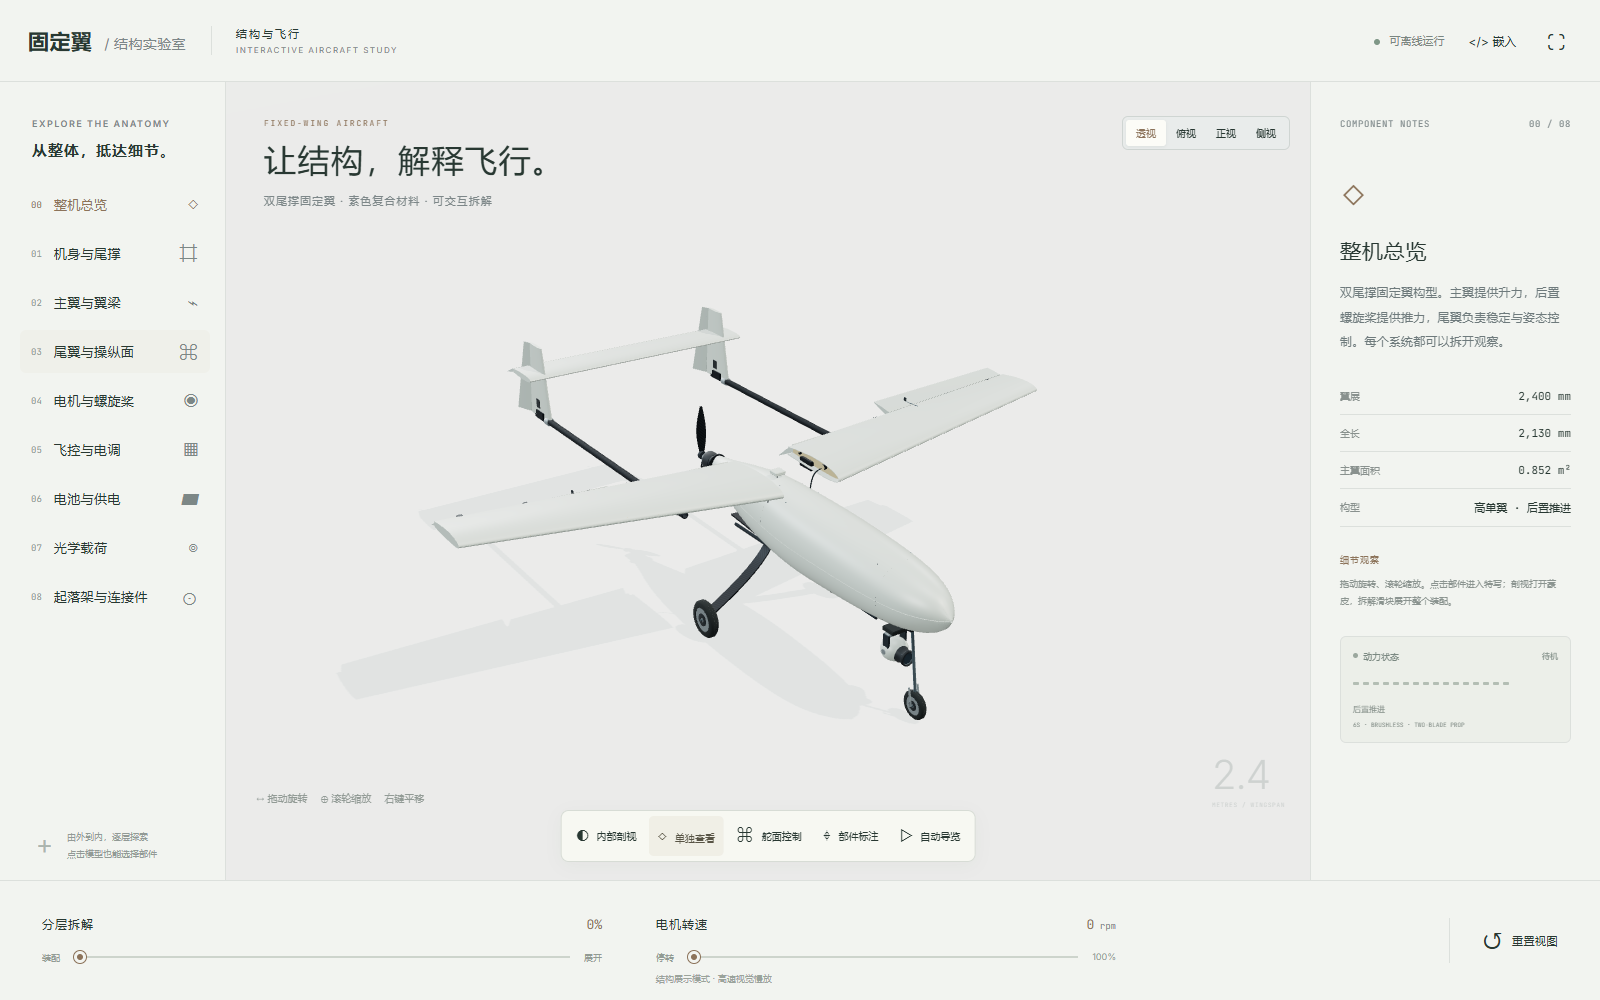 固定翼 / 结构实验室
结构与飞行
INTERACTIVE AIRCRAFT STUDY
可离线运行
</> 嵌入
EXPLORE THE ANATOMY
从整体，抵达细节。
00 整机总览
01 机身与尾撑
02 主翼与翼梁
03 尾翼与操纵面
04 电机与螺旋桨
05 飞控与电调
06 电池与供电
07 光学载荷
08 起落架与连接件
由外到内，逐层探索
点击模型也能选择部件
FIXED-WING AIRCRAFT
让结构，解释飞行。
双尾撑固定翼 · 素色复合材料 · 可交互拆解
透视 俯视 正视 侧视
2.4
METRES / WINGSPAN
拖动旋转 滚轮缩放 右键平移
内部剖视 单独查看 舵面控制 部件标注 自动导览
COMPONENT NOTES 00 / 08
整机总览
双尾撑固定翼构型。主翼提供升力，后置
螺旋桨提供推力，尾翼负责稳定与姿态控
制。每个系统都可以拆开观察。
翼展 2,400 mm
全长 2,130 mm
主翼面积 0.852 m²
构型 高单翼 · 后置推进
细节观察
拖动旋转、滚轮缩放。点击部件进入特写；剖视打开蒙
皮，拆解滑块展开整个装配。
动力状态 待机
后置推进
6S · BRUSHLESS · TWO-BLADE PROP
分层拆解 0%
装配 展开
电机转速 0 rpm
停转 100%
结构展示模式 · 高速视觉慢放
重置视图